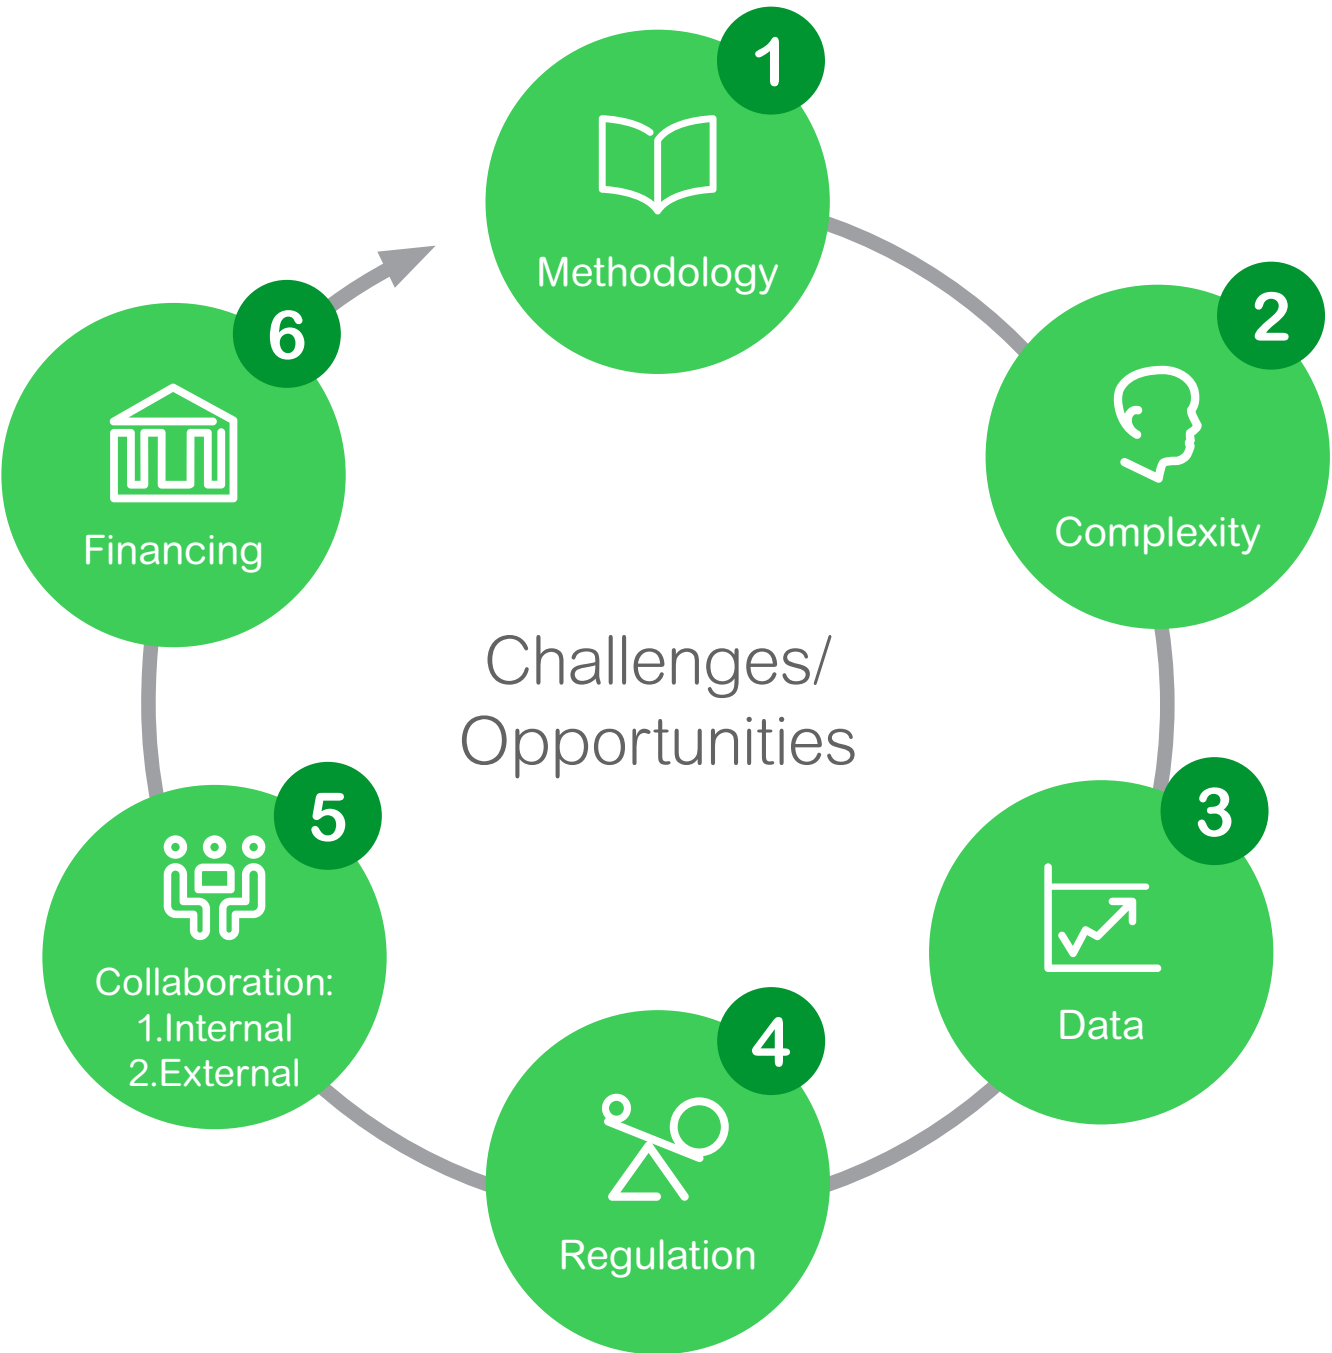 1
Methodology
2
Complexity
3
Data
4
Regulation
5
Collaboration:
1.Internal
2.External
6
Financing
Challenges/
Opportunities